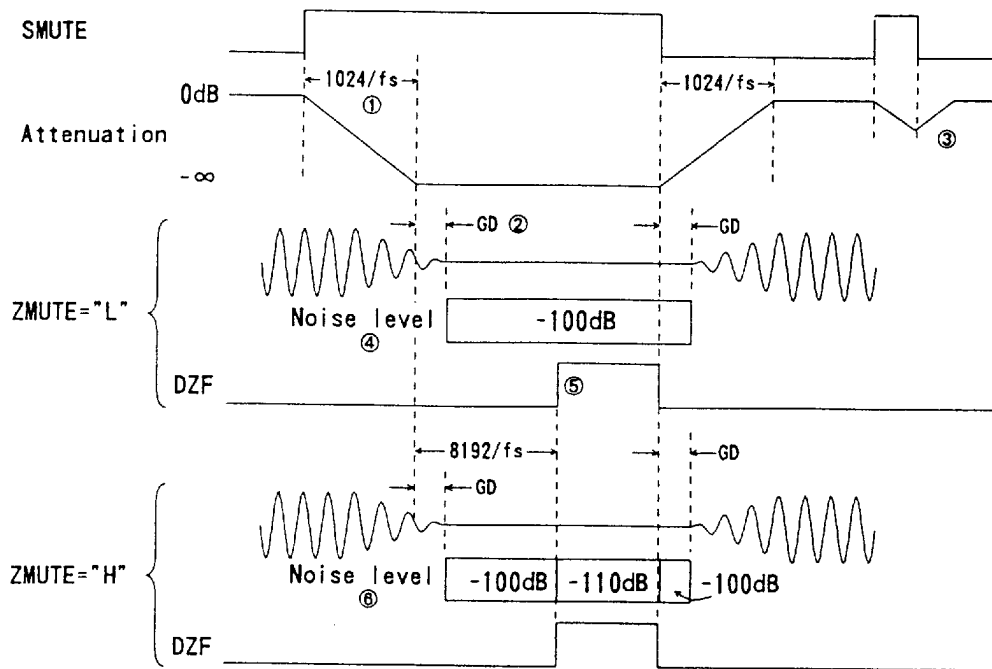 SMUTE
1024/fs
①
1024/fs
0dB
Attenuation
③
-∞
GD ②
GD
ZMUTE="L"
Noise level
④
-100dB
DZF
⑤
8192/fs
GD
GD
ZMUTE="H"
Noise level
⑥
-100dB
-110dB
-100dB
DZF